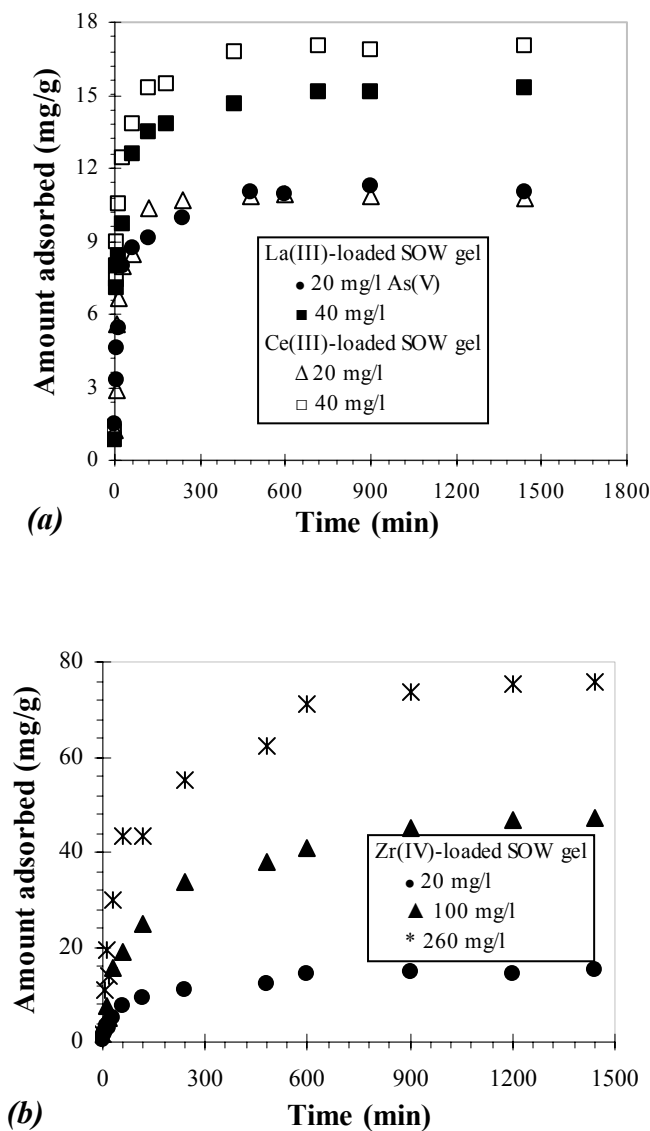 18
15
12
9
6
3
0
Amount adsorbed (mg/g)
La(III)-loaded SOW gel
● 20 mg/l As(V)
■ 40 mg/l
Ce(III)-loaded SOW gel
△ 20 mg/l
□ 40 mg/l
0 300 600 900 1200 1500 1800
Time (min)
(a)
80
60
40
20
0
Amount adsorbed (mg/g)
Zr(IV)-loaded SOW gel
● 20 mg/l
▲ 100 mg/l
* 260 mg/l
0 300 600 900 1200 1500
Time (min)
(b)